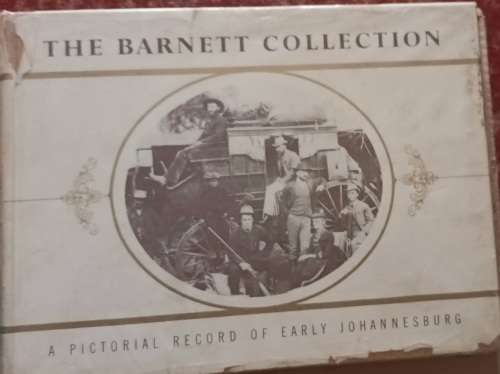 THE BARNETT COLLECTION
A PICTORIAL RECORD OF EARLY JOHANNESBURG